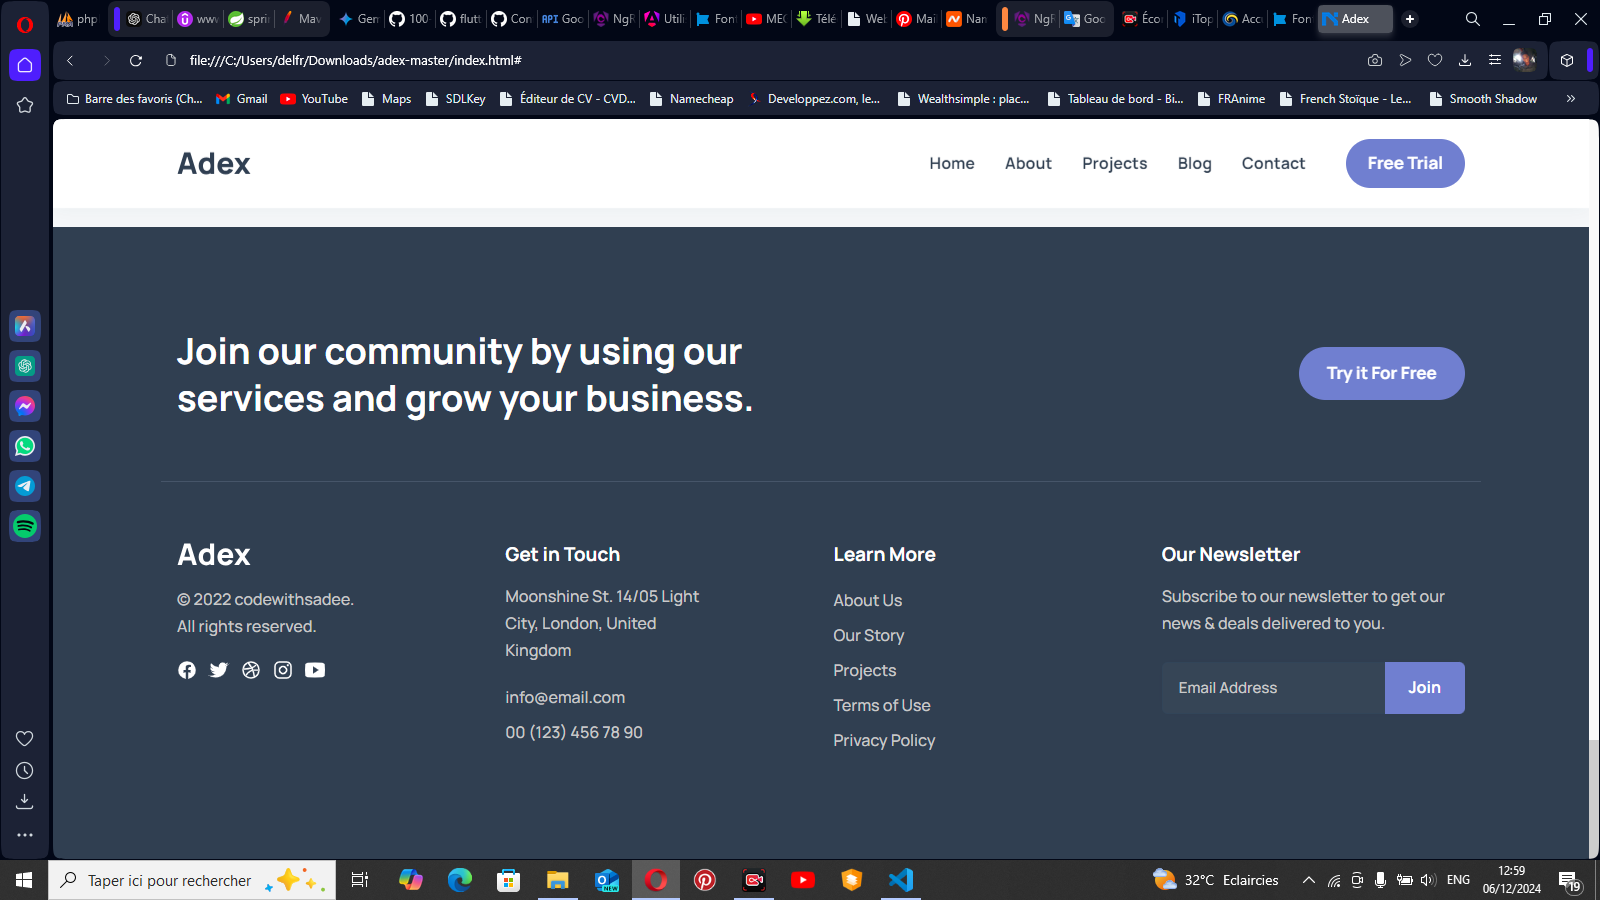 php
Cha
www
spri
Mav
Gem
100
flutt
Con
API Goo
NgR
Utili
Font
MEC
Télé
Web
Mai
Nan
NgR
Goo
Éco
iTop
Acc
Fon
Adex
file:///C:/Users/delfr/Downloads/adex-master/index.html#
Barre des favoris (Ch...
Gmail
YouTube
Maps
SDLKey
Éditeur de CV - CVD...
Namecheap
Developpez.com, le...
Wealthsimple : plac...
Tableau de bord - Bi...
FRAnime
French Stoïque - Le...
Smooth Shadow
Adex
Home
About
Projects
Blog
Contact
Free Trial
Join our community by using our
services and grow your business.
Try it For Free
Adex
© 2022 codewithsadee.
All rights reserved.
Get in Touch
Moonshine St. 14/05 Light
City, London, United
Kingdom
info@email.com
00 (123) 456 78 90
Learn More
About Us
Our Story
Projects
Terms of Use
Privacy Policy
Our Newsletter
Subscribe to our newsletter to get our
news & deals delivered to you.
Email Address
Join
Taper ici pour rechercher
NEW
32°C Eclaircies
ENG
12:59
06/12/2024
19